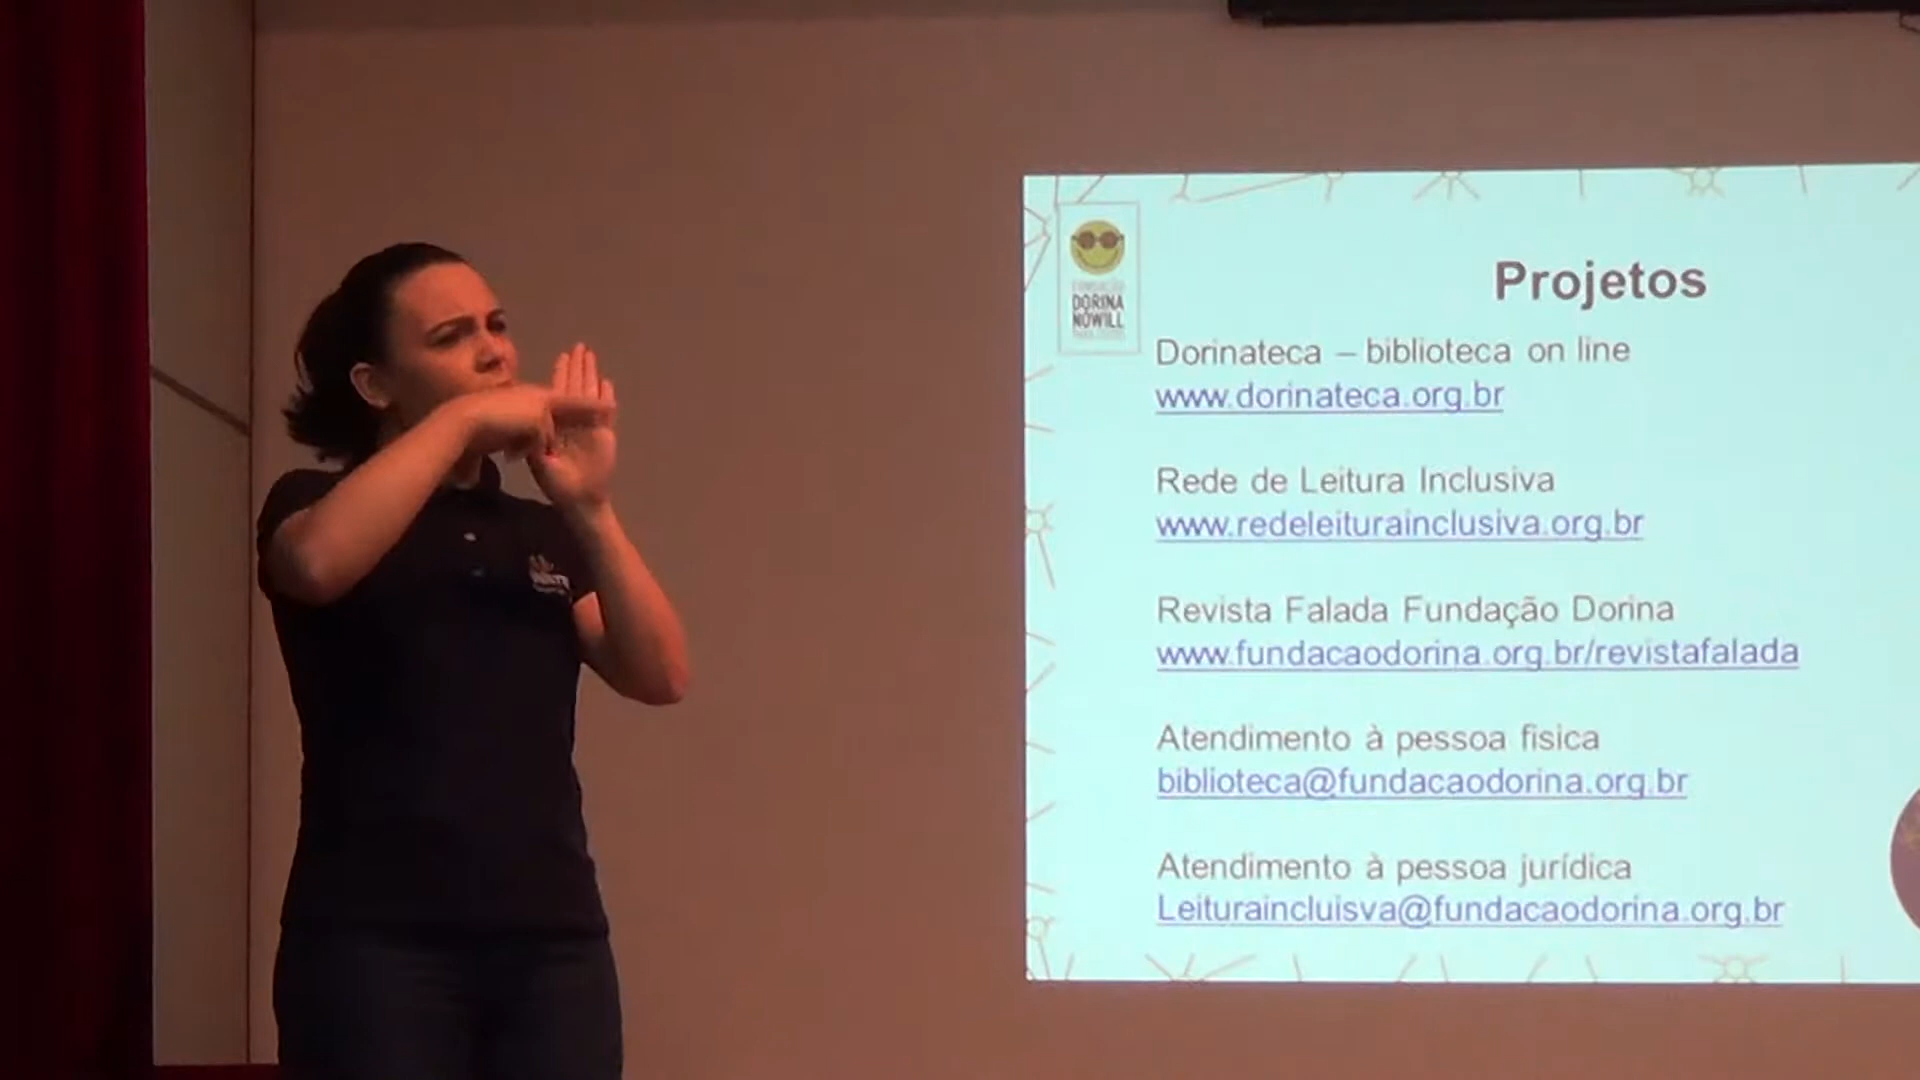 DORINA
NOWILL
Projetos
Dorinateca – biblioteca on line
www.dorinateca.org.br
Rede de Leitura Inclusiva
www.redeleiturainclusiva.org.br
Revista Falada Fundação Dorina
www.fundacaodorina.org.br/revistafalada
Atendimento à pessoa fisica
biblioteca@fundacaodorina.org.br
Atendimento à pessoa jurídica
Leituraincluisva@fundacaodorina.org.br